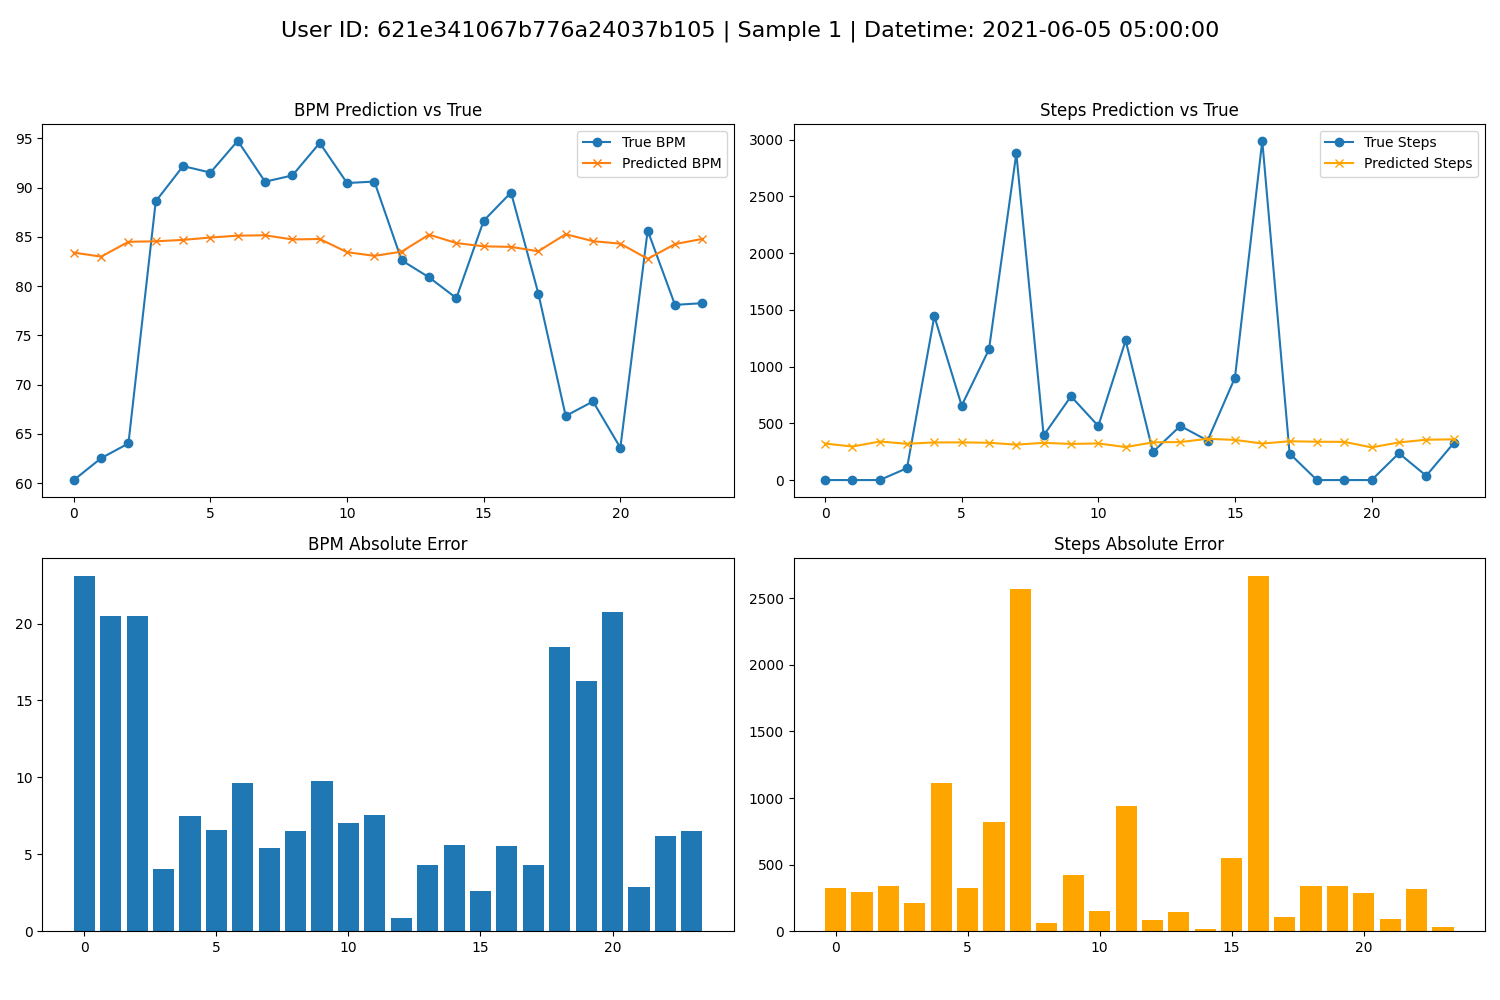 User ID: 621e341067b776a24037b105 | Sample 1 | Datetime: 2021-06-05 05:00:00
BPM Prediction vs True
True BPM
Predicted BPM
95
90
85
80
75
70
65
60
0 5 10 15 20
Steps Prediction vs True
True Steps
Predicted Steps
3000
2500
2000
1500
1000
500
0
0 5 10 15 20
BPM Absolute Error
20
15
10
5
0
0 5 10 15 20
Steps Absolute Error
2500
2000
1500
1000
500
0
0 5 10 15 20